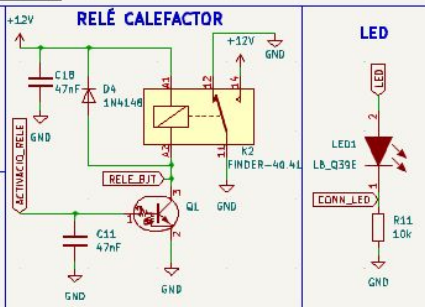 RELÉ CALEFACTOR
+12V
C18
47nF
GND
D4
1N4148
A1
A2
12
14
11
+12V
GND
K2
FINDER-40.41
GND
RELE_BJT
ACTIVACIO_RELE
Q1
1
3
2
C11
47nF
GND
GND
LED
LED
2
LED1
LB_Q39E
1
CONN_LED
R11
10k
GND